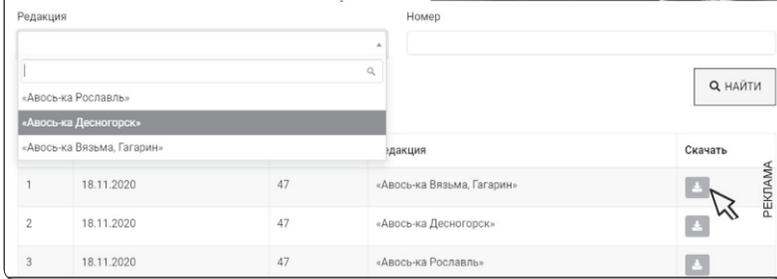 Редакция Номер
«Авось-ка Рославль»
НАЙТИ
«Авось-ка Десногорск»
«Авось-ка Вязьма, Гагарин»
едакция Скачать
1 18.11.2020 47 «Авось-ка Вязьма, Гагарин»
РЕКЛАМА
2 18.11.2020 47 «Авось-ка Десногорск»
3 18.11.2020 47 «Авось-ка Рославль»